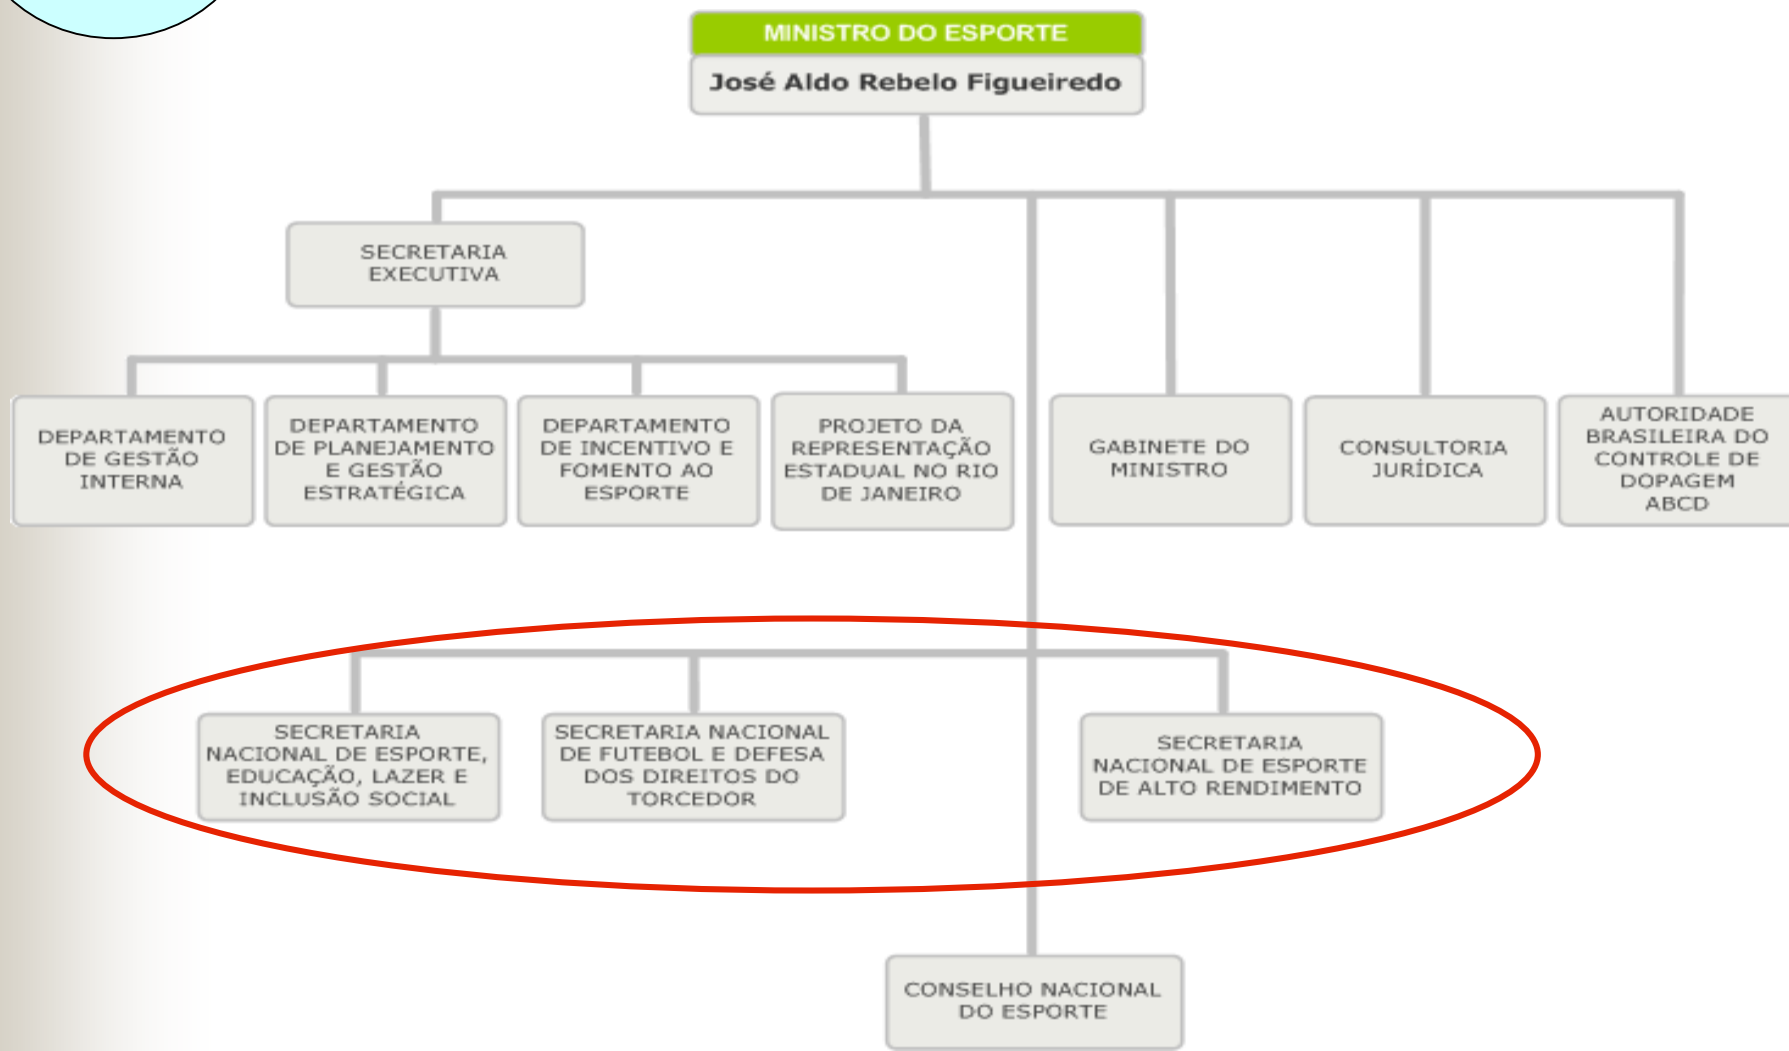 MINISTRO DO ESPORTE
José Aldo Rebelo Figueiredo
SECRETARIA
EXECUTIVA
DEPARTAMENTO
DE GESTÃO
INTERNA
DEPARTAMENTO
DE PLANEJAMENTO
E GESTÃO
ESTRATÉGICA
DEPARTAMENTO
DE INCENTIVO E
FOMENTO AO
ESPORTE
PROJETO DA
REPRESENTAÇÃO
ESTADUAL NO RIO
DE JANEIRO
GABINETE DO
MINISTRO
CONSULTORIA
JURÍDICA
AUTORIDADE
BRASILEIRA DO
CONTROLE DE
DOPAGEM
ABCD
SECRETARIA
NACIONAL DE ESPORTE,
EDUCAÇÃO, LAZER E
INCLUSÃO SOCIAL
SECRETARIA NACIONAL
DE FUTEBOL E DEFESA
DOS DIREITOS DO
TORCEDOR
SECRETARIA
NACIONAL DE ESPORTE
DE ALTO RENDIMENTO
CONSELHO NACIONAL
DO ESPORTE